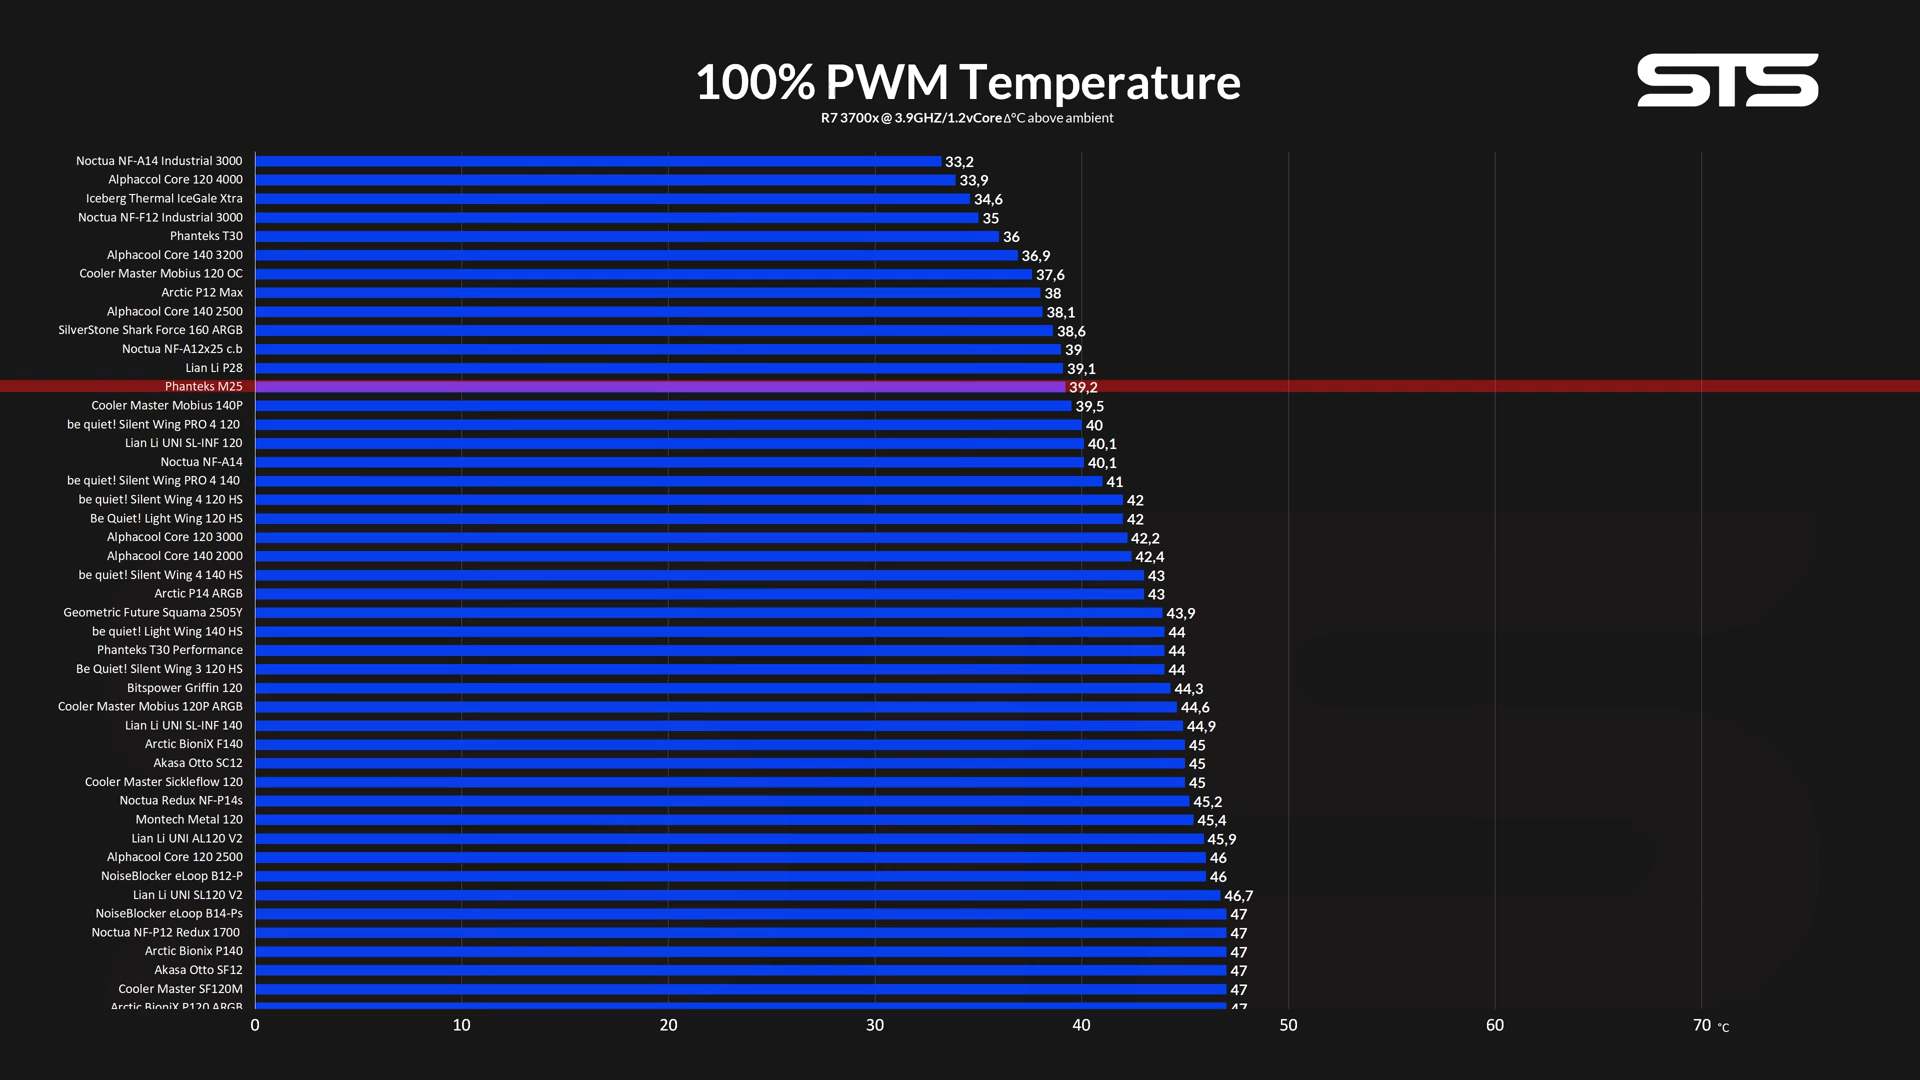 STS
100% PWM Temperature
R7 3700x @ 3.9GHZ/1.2vCore Δ°C above ambient
Noctua NF-A14 Industrial 3000 33,2
Alphaccol Core 120 4000 33,9
Iceberg Thermal IceGale Xtra 34,6
Noctua NF-F12 Industrial 3000 35
Phanteks T30 36
Alphacool Core 140 3200 36,9
Cooler Master Mobius 120 OC 37,6
Arctic P12 Max 38
Alphacool Core 140 2500 38,1
SilverStone Shark Force 160 ARGB 38,6
Noctua NF-A12x25 c.b 39
Lian Li P28 39,1
Phanteks M25 39,2
Cooler Master Mobius 140P 39,5
be quiet! Silent Wing PRO 4 120 40
Lian Li UNI SL-INF 120 40,1
Noctua NF-A14 40,1
be quiet! Silent Wing PRO 4 140 41
be quiet! Silent Wing 4 120 HS 42
Be Quiet! Light Wing 120 HS 42
Alphacool Core 120 3000 42,2
Alphacool Core 140 2000 42,4
be quiet! Silent Wing 4 140 HS 43
Arctic P14 ARGB 43
Geometric Future Squama 2505Y 43,9
be quiet! Light Wing 140 HS 44
Phanteks T30 Performance 44
Be Quiet! Silent Wing 3 120 HS 44
Bitspower Griffin 120 44,3
Cooler Master Mobius 120P ARGB 44,6
Lian Li UNI SL-INF 140 44,9
Arctic BioniX F140 45
Akasa Otto SC12 45
Cooler Master Sickleflow 120 45
Noctua Redux NF-P14s 45,2
Montech Metal 120 45,4
Lian Li UNI AL120 V2 45,9
Alphacool Core 120 2500 46
NoiseBlocker eLoop B12-P 46
Lian Li UNI SL120 V2 46,7
NoiseBlocker eLoop B14-Ps 47
Noctua NF-P12 Redux 1700 47
Arctic Bionix P140 47
Akasa Otto SF12 47
Cooler Master SF120M 47
Arctic BioniX P120 ARGB 47
0 10 20 30 40 50 60 70 °C